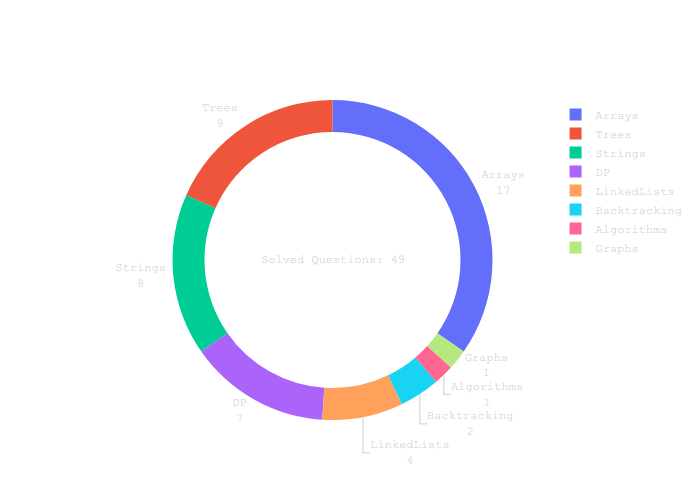 Trees
9
Arrays
17
Strings
8
Solved Questions: 49
DP
7
LinkedLists
4
Backtracking
2
Algorithms
1
Graphs
1
Arrays
Trees
Strings
DP
LinkedLists
Backtracking
Algorithms
Graphs